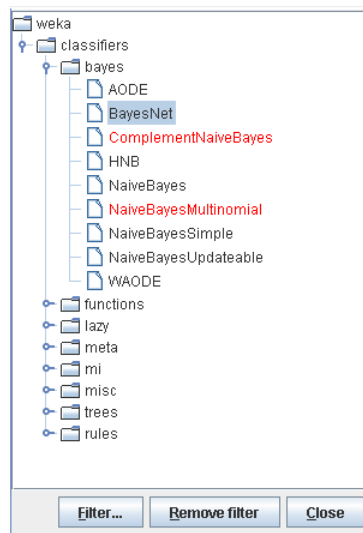 weka
classifiers
bayes
AODE
BayesNet
ComplementNaiveBayes
HNB
NaiveBayes
NaiveBayesMultinomial
NaiveBayesSimple
NaiveBayesUpdateable
WAODE
functions
lazy
meta
mi
misc
trees
rules
Filter... Remove filter Close